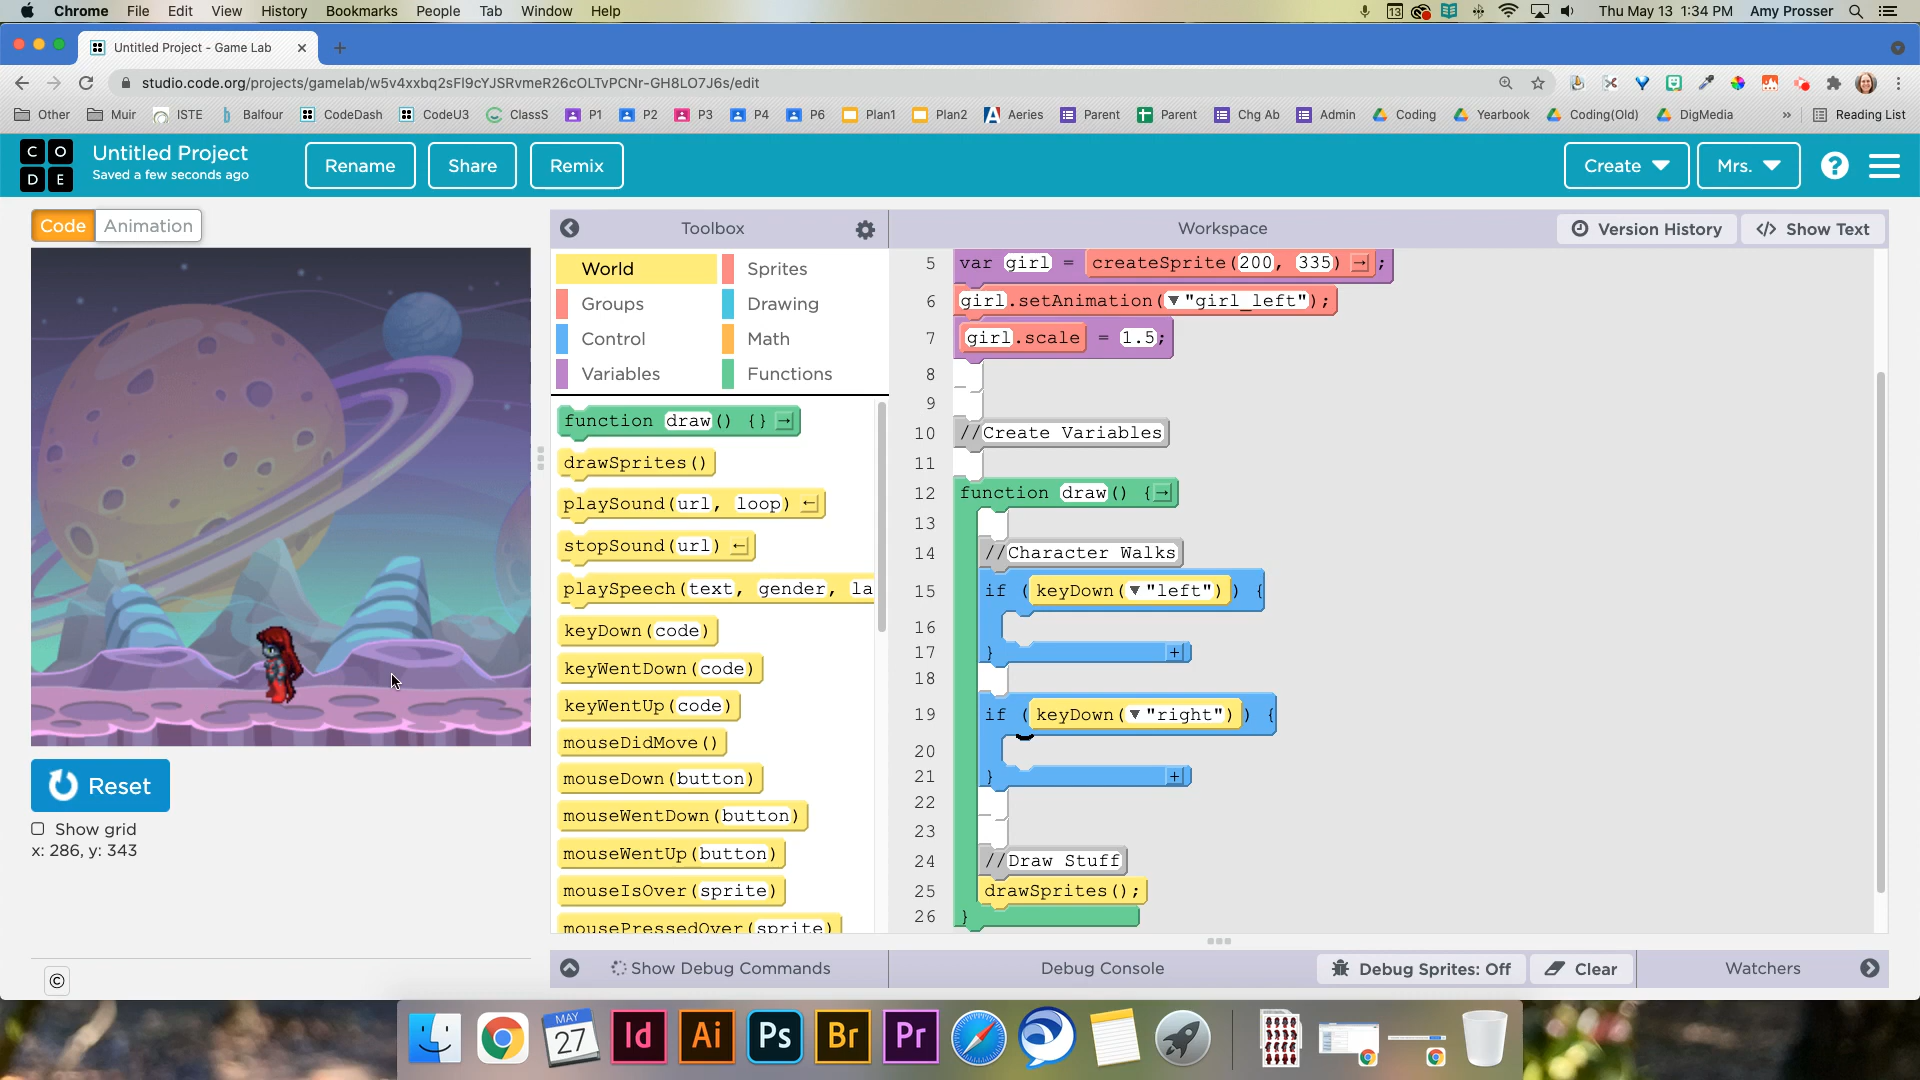 Chrome File Edit View History Bookmarks People Tab Window Help
13
Thu May 13 1:34 PM Amy Prosser
Untitled Project - Game Lab
studio.code.org/projects/gamelab/w5v4xxbq2sFl9cYJSRvmeR26cOLTvPCNr-GH8LO7J6s/edit
Other Muir ISTE Balfour CodeDash CodeU3 ClassS P1 P2 P3 P4 P6 Plan1 Plan2 Aeries Parent Parent Chg Ab Admin Coding Yearbook Coding(Old) DigMedia » Reading List
C O D E
Untitled Project
Saved a few seconds ago
Rename Share Remix Create Mrs. ?
Code Animation
Toolbox
Workspace
Version History
</> Show Text
World Sprites
Groups Drawing
Control Math
Variables Functions
function draw() {} →
drawSprites()
playSound(url, loop) ←
stopSound(url) ←
playSpeech(text, gender, la
keyDown(code)
keyWentDown(code)
keyWentUp(code)
mouseDidMove()
mouseDown(button)
mouseWentDown(button)
mouseWentUp(button)
mouseIsOver(sprite)
mousePressedOver(sprite)
5 var girl = createSprite(200, 335) → ;
6 girl.setAnimation(▼"girl_left");
7 girl.scale = 1.5;
8
9
10 //Create Variables
11
12 function draw() { →
13
14 //Character Walks
15 if (keyDown(▼"left")) {
16
17 } +
18
19 if (keyDown(▼"right")) {
20
21 } +
22
23
24 //Draw Stuff
25 drawSprites();
26 }
Reset
Show grid
x: 286, y: 343
©
Show Debug Commands
Debug Console
Debug Sprites: Off
Clear
Watchers
MAY 27
Id Ai Ps Br Pr